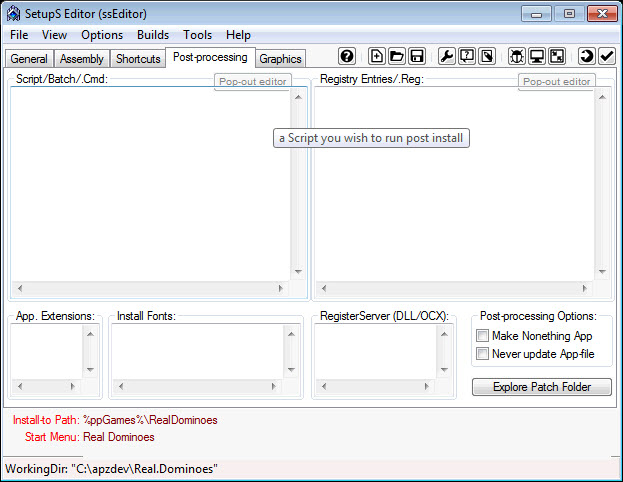 SetupS Editor (ssEditor)
File View Options Builds Tools Help
General Assembly Shortcuts Post-processing Graphics
Script/Batch/.Cmd: Pop-out editor Registry Entries/.Reg: Pop-out editor
a Script you wish to run post install
App. Extensions: Install Fonts: RegisterServer (DLL/OCX): Post-processing Options:
Make Nonething App
Never update App-file
Explore Patch Folder
Install-to Path: %ppGames%\RealDominoes
Start Menu: Real Dominoes
WorkingDir: "C:\apzdev\Real.Dominoes"